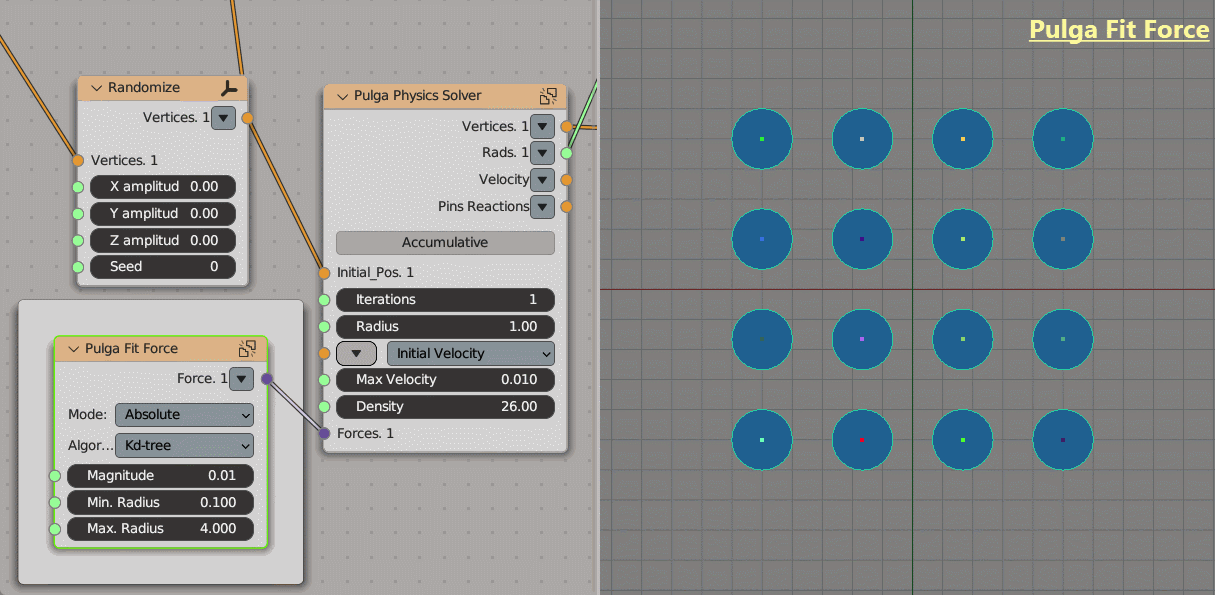 Pulga Fit Force
Randomize
Vertices. 1
Vertices. 1
X amplitud 0.00
Y amplitud 0.00
Z amplitud 0.00
Seed 0
Pulga Physics Solver
Vertices. 1
Rads. 1
Velocity
Pins Reactions
Accumulative
Initial_Pos. 1
Iterations 1
Radius 1.00
Initial Velocity
Max Velocity 0.010
Density 26.00
Forces. 1
Pulga Fit Force
Force. 1
Mode: Absolute
Algor... Kd-tree
Magnitude 0.01
Min. Radius 0.100
Max. Radius 4.000